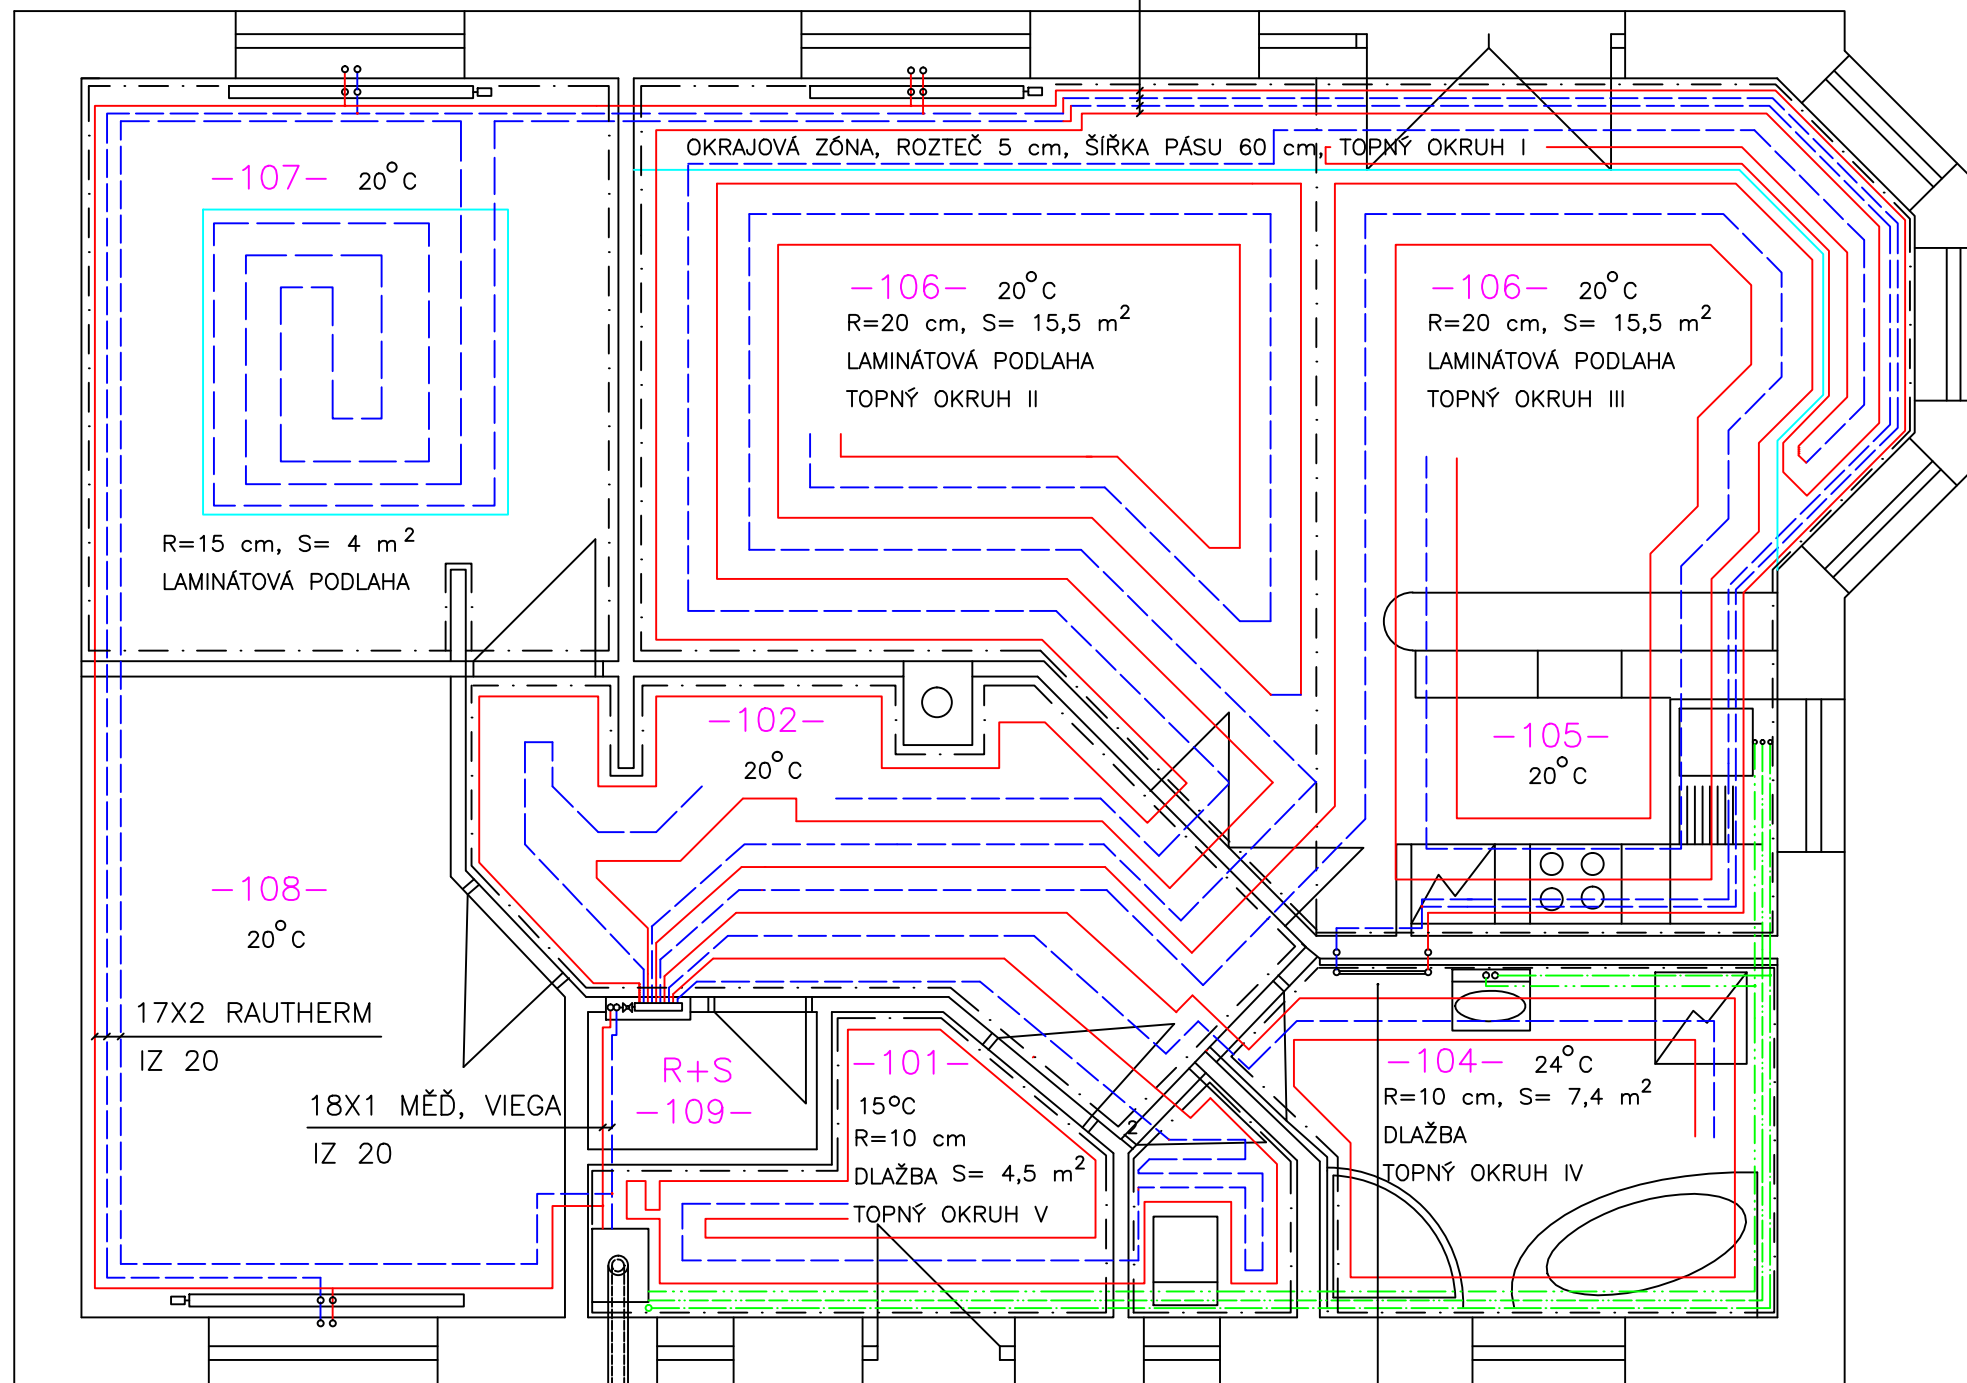 OKRAJOVÁ ZÓNA, ROZTEČ 5 cm, ŠÍŘKA PÁSU 60 cm, TOPNÝ OKRUH I
-107- 20°C
R=15 cm, S= 4 m²
LAMINÁTOVÁ PODLAHA
-106- 20°C
R=20 cm, S= 15,5 m²
LAMINÁTOVÁ PODLAHA
TOPNÝ OKRUH II
-106- 20°C
R=20 cm, S= 15,5 m²
LAMINÁTOVÁ PODLAHA
TOPNÝ OKRUH III
-102-
20°C
-105-
20°C
-108-
20°C
17X2 RAUTHERM
IZ 20
18X1 MĚĎ, VIEGA
IZ 20
R+S
-109-
-101-
15°C
R=10 cm
DLAŽBA S= 4,5 m²
TOPNÝ OKRUH V
2
-104- 24°C
R=10 cm, S= 7,4 m²
DLAŽBA
TOPNÝ OKRUH IV